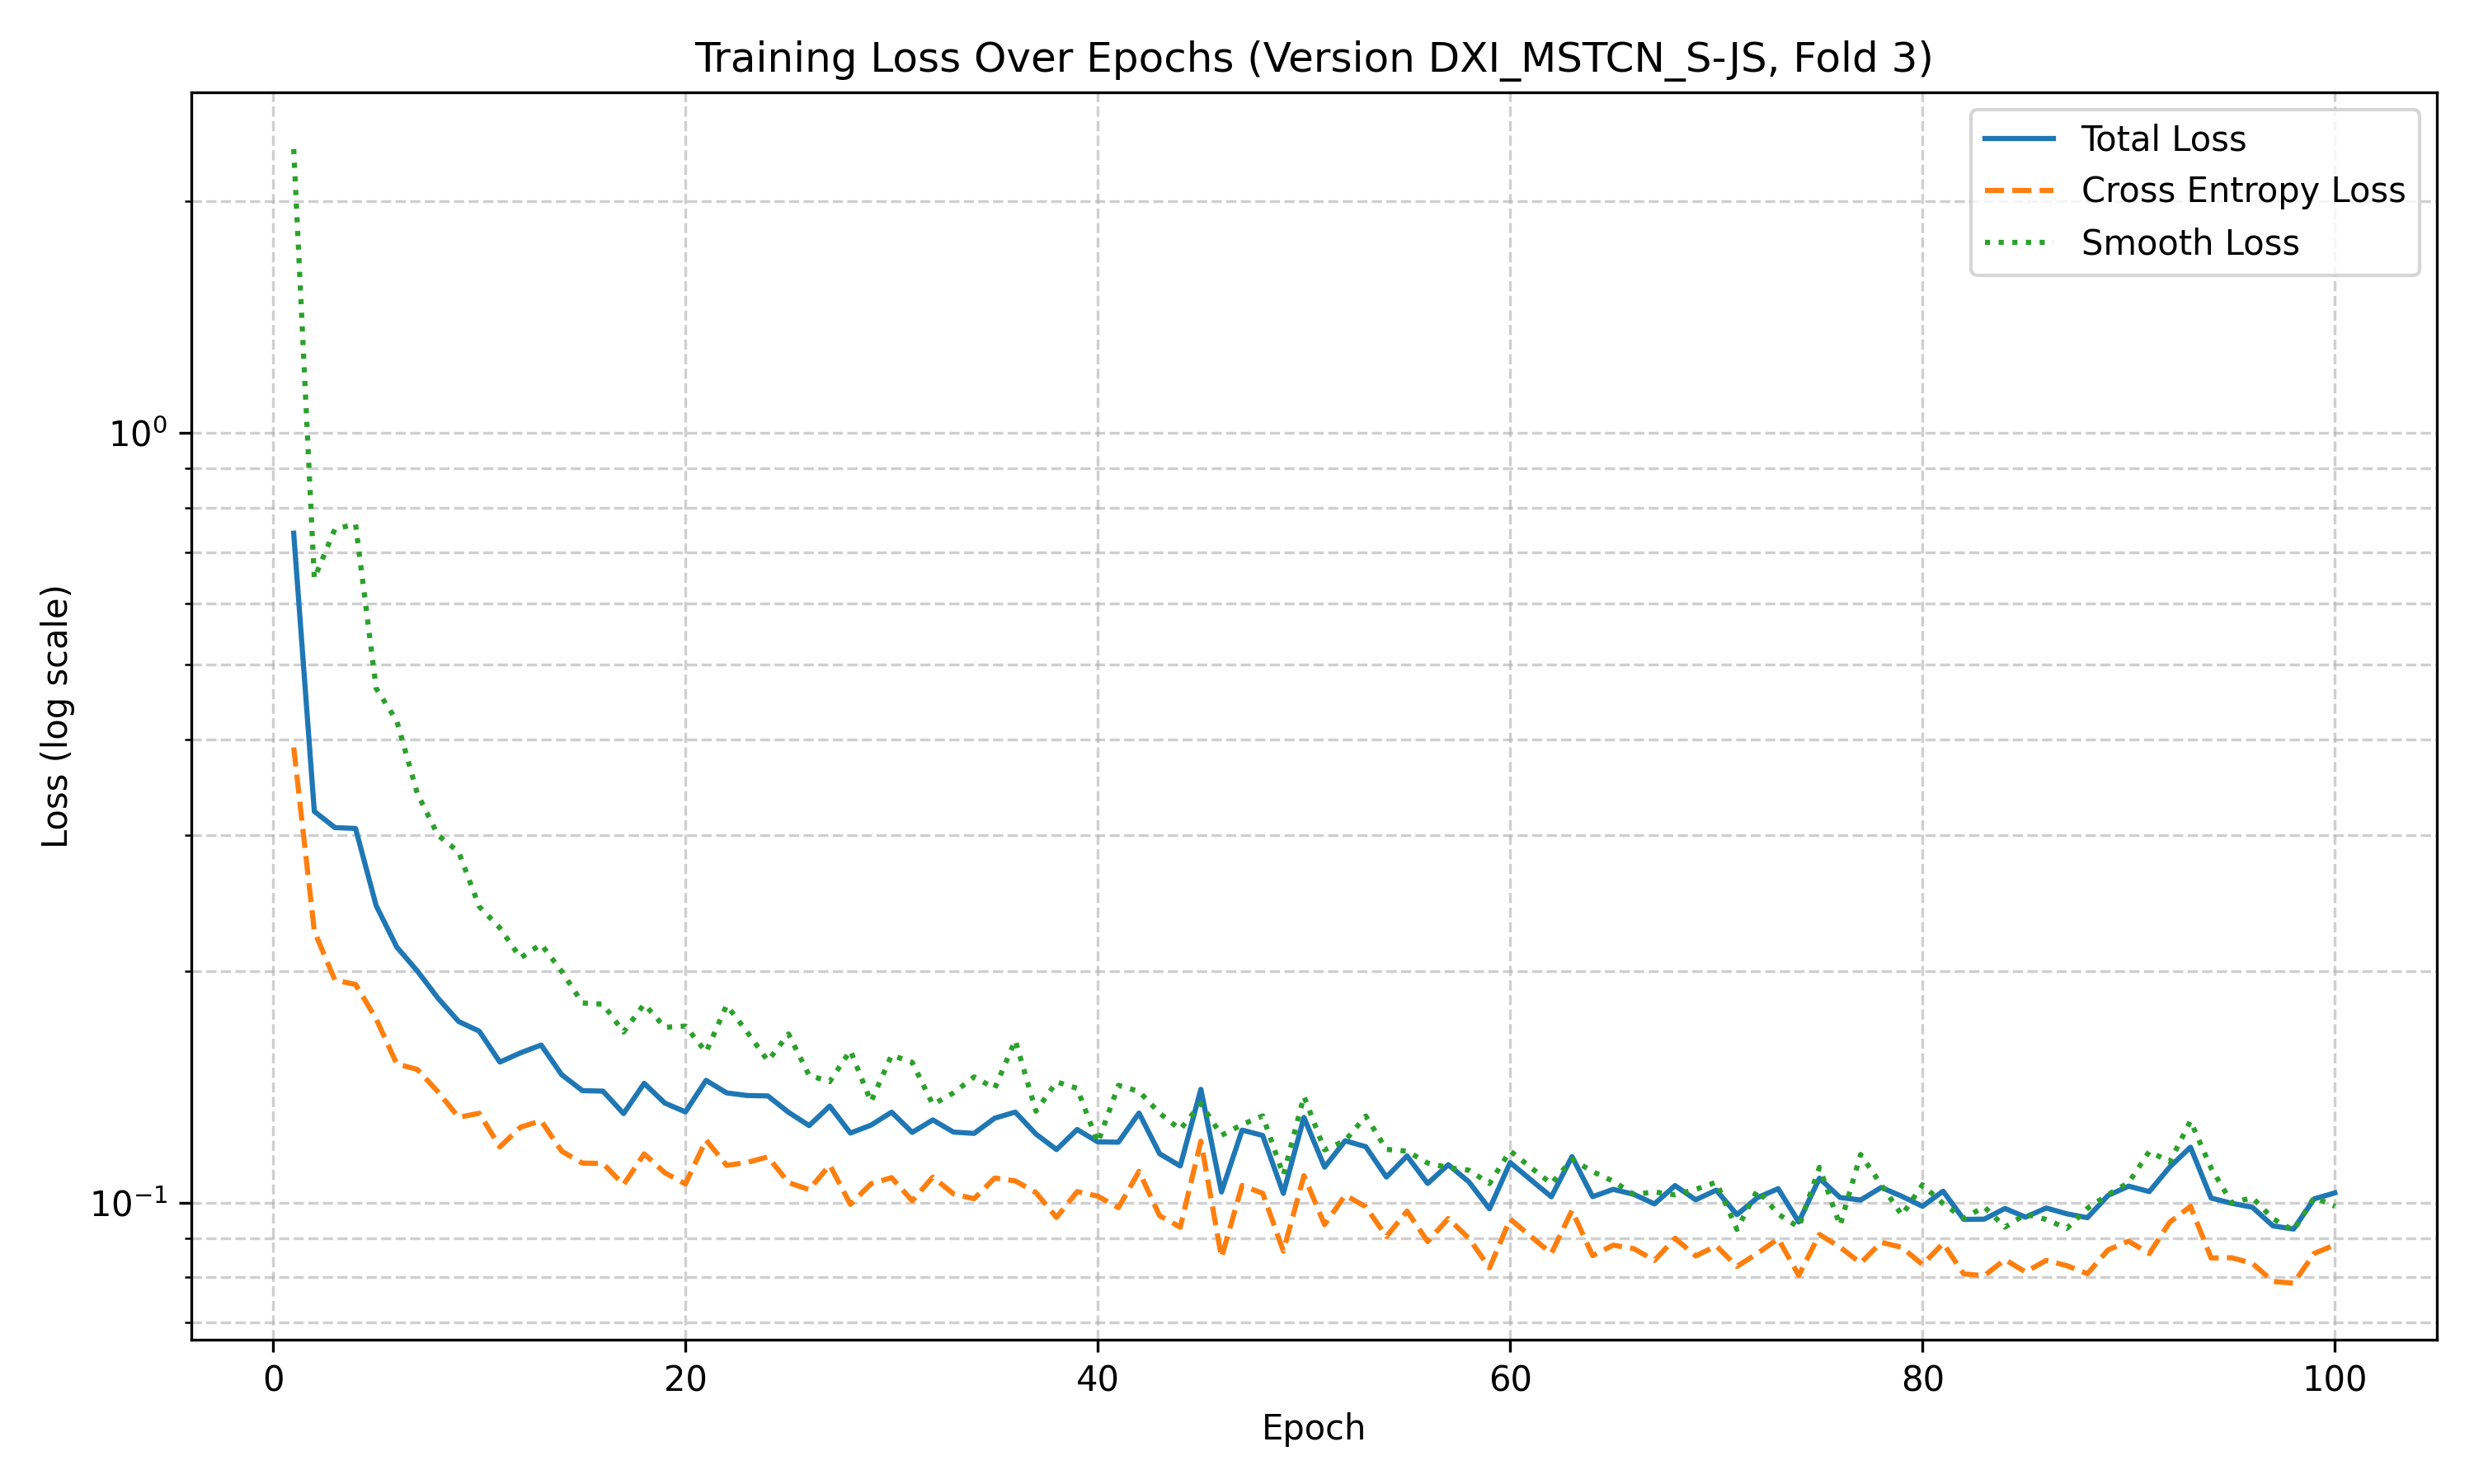 Training Loss Over Epochs (Version DXI_MSTCN_S-JS, Fold 3)
Total Loss
Cross Entropy Loss
Smooth Loss
Loss (log scale)
10⁰
10⁻¹
0 20 40 60 80 100
Epoch